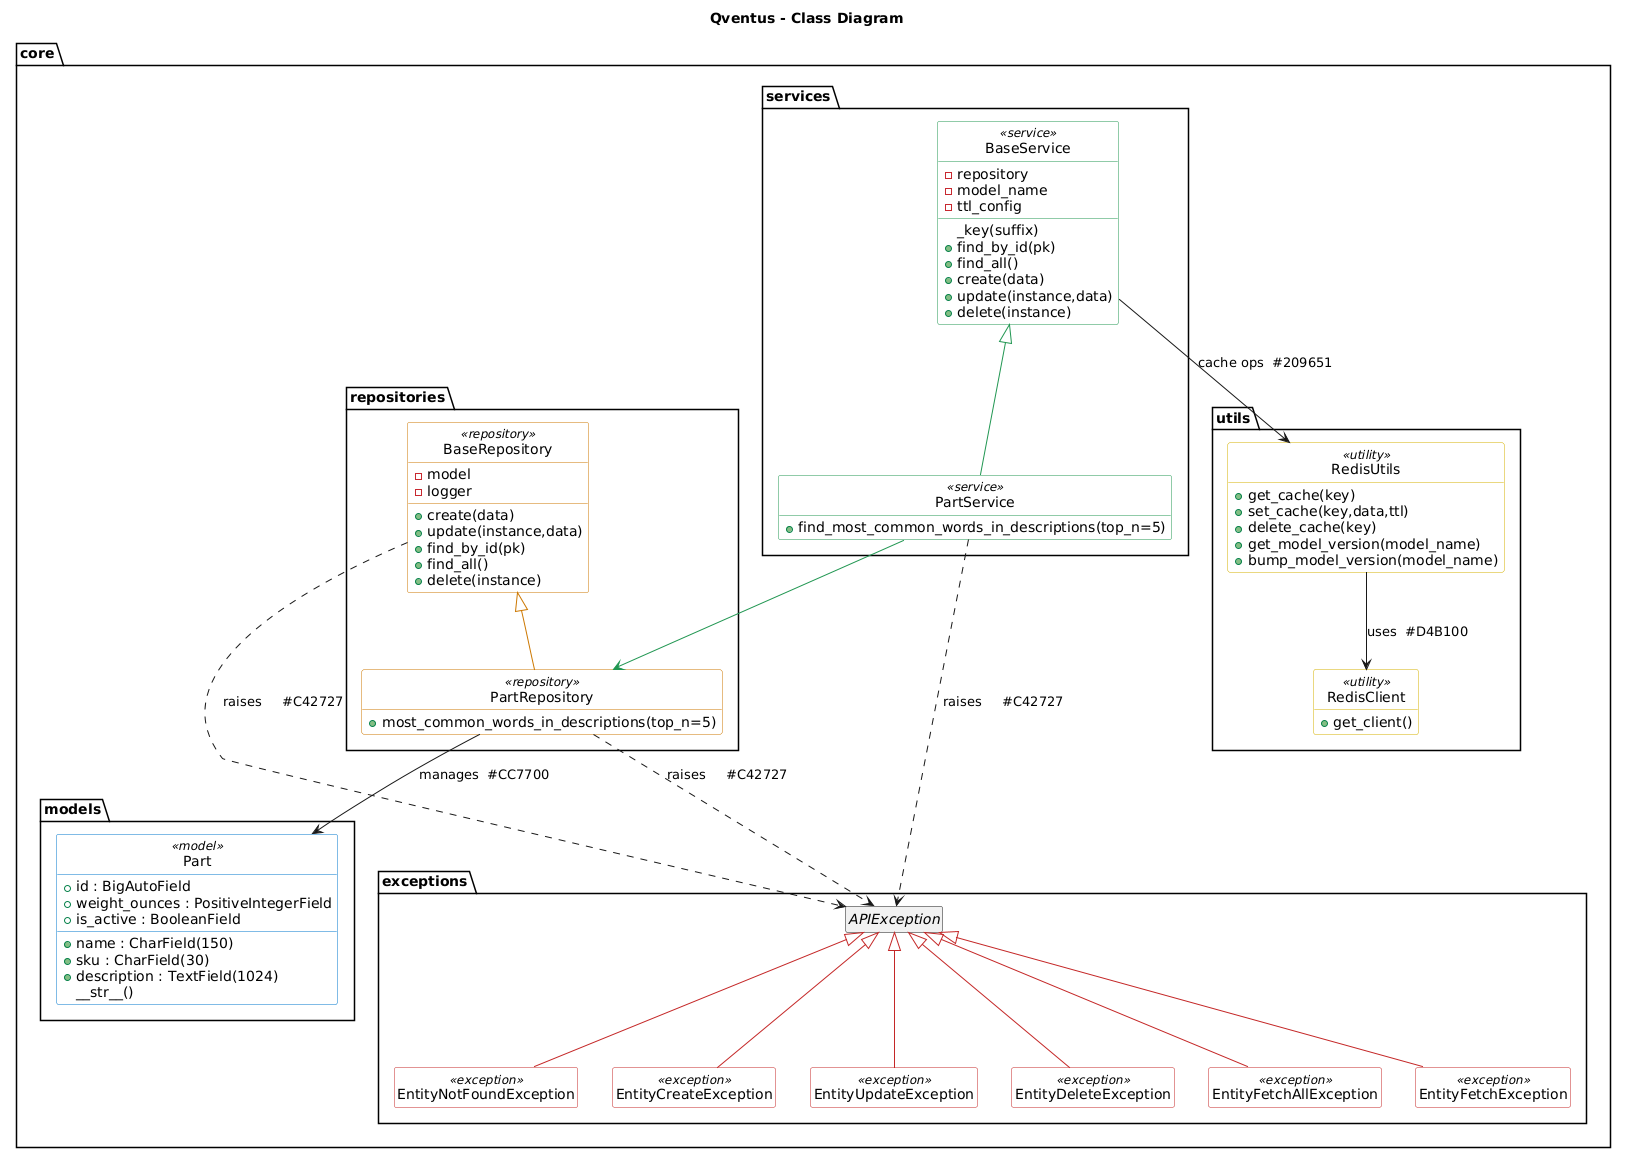 Qventus - Class Diagram
core
services
«service»
BaseService
repository
model_name
ttl_config
_key(suffix)
find_by_id(pk)
find_all()
create(data)
update(instance,data)
delete(instance)
cache ops  #209651
repositories
«repository»
BaseRepository
model
logger
create(data)
update(instance,data)
find_by_id(pk)
find_all()
delete(instance)
«service»
PartService
find_most_common_words_in_descriptions(top_n=5)
utils
«utility»
RedisUtils
get_cache(key)
set_cache(key,data,ttl)
delete_cache(key)
get_model_version(model_name)
bump_model_version(model_name)
uses  #D4B100
«utility»
RedisClient
get_client()
«repository»
PartRepository
most_common_words_in_descriptions(top_n=5)
raises     #C42727
raises     #C42727
manages  #CC7700
raises     #C42727
models
«model»
Part
id : BigAutoField
weight_ounces : PositiveIntegerField
is_active : BooleanField
name : CharField(150)
sku : CharField(30)
description : TextField(1024)
__str__()
exceptions
APIException
«exception»
EntityNotFoundException
«exception»
EntityCreateException
«exception»
EntityUpdateException
«exception»
EntityDeleteException
«exception»
EntityFetchAllException
«exception»
EntityFetchException